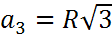 a₃ = R√3